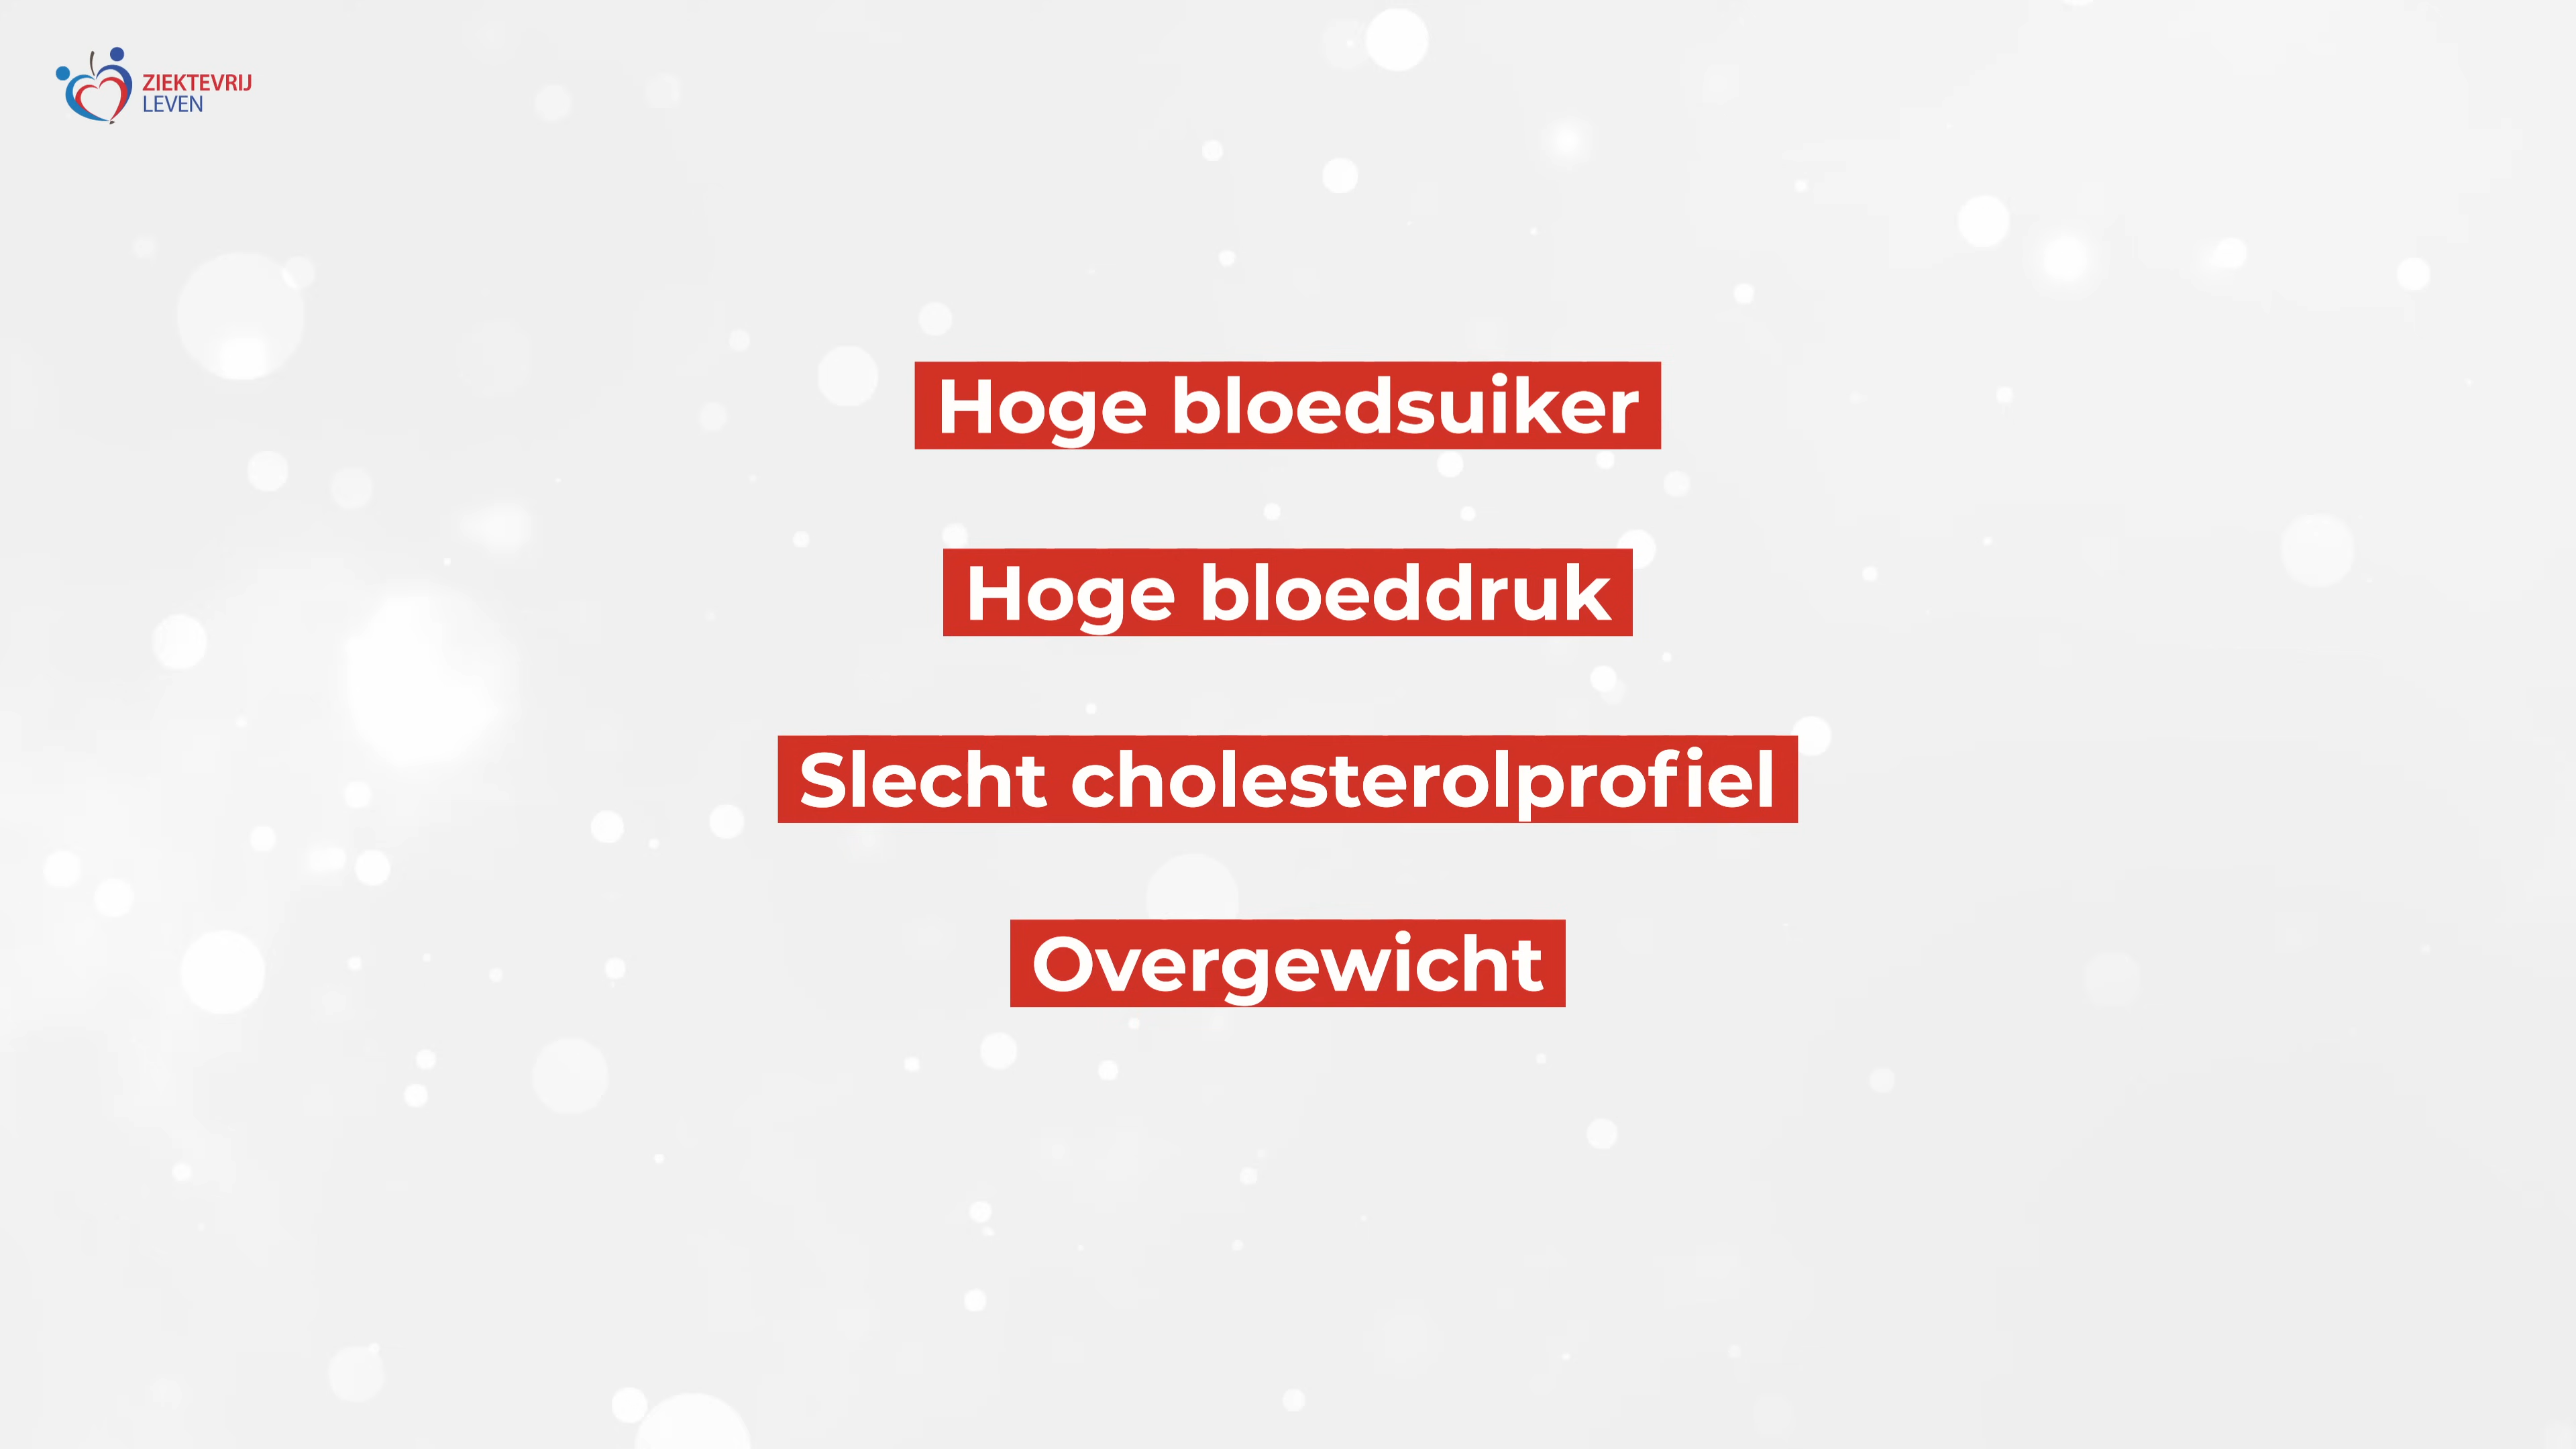 ZIEKTEVRIJ
LEVEN
Hoge bloedsuiker
Hoge bloeddruk
Slecht cholesterolprofiel
Overgewicht